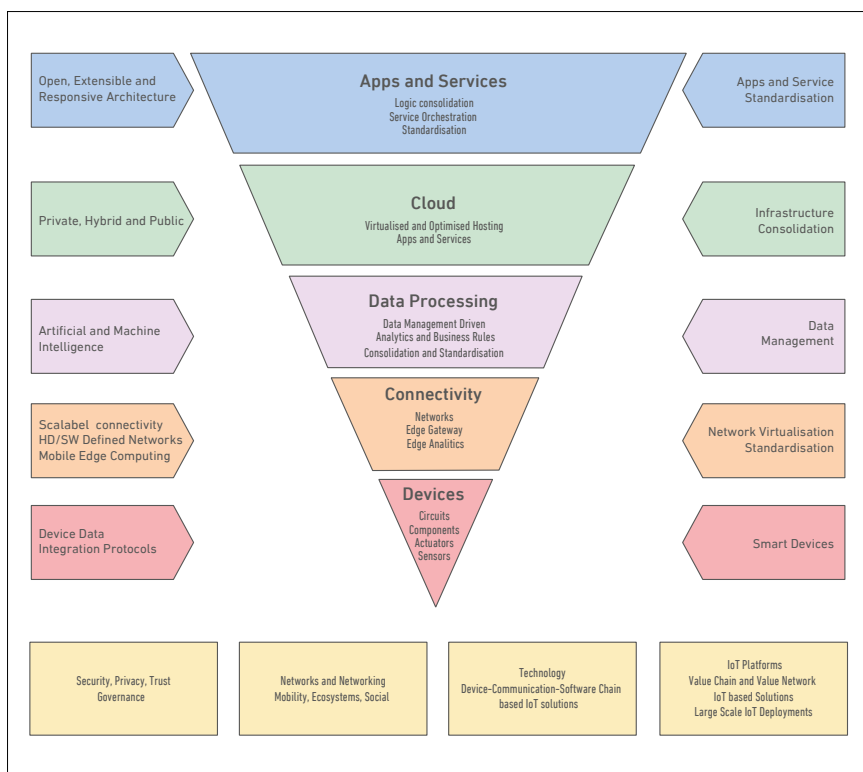 Open, Extensible and
Responsive Architecture
Apps and Services
Logic consolidation
Service Orchestration
Standardisation
Apps and Service
Standardisation
Private, Hybrid and Public
Cloud
Virtualised and Optimised Hosting
Apps and Services
Infrastructure
Consolidation
Artificial and Machine
Intelligence
Data Processing
Data Management Driven
Analytics and Business Rules
Consolidation and Standardisation
Data
Management
Scalabel connectivity
HD/SW Defined Networks
Mobile Edge Computing
Connectivity
Networks
Edge Gateway
Edge Analitics
Network Virtualisation
Standardisation
Device Data
Integration Protocols
Devices
Circuits
Components
Actuators
Sensors
Smart Devices
Security, Privacy, Trust
Governance
Networks and Networking
Mobility, Ecosystems, Social
Technology
Device-Communication-Software Chain
based IoT solutions
IoT Platforms
Value Chain and Value Network
IoT based Solutions
Large Scale IoT Deployments